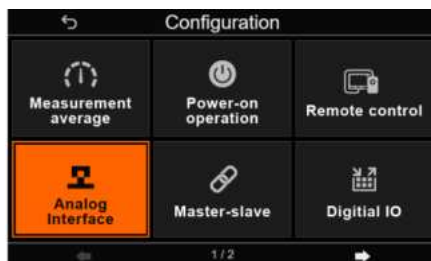 Configuration
Measurement
average
Power-on
operation
Remote control
Analog
Interface
Master-slave
Digitial IO
1/2